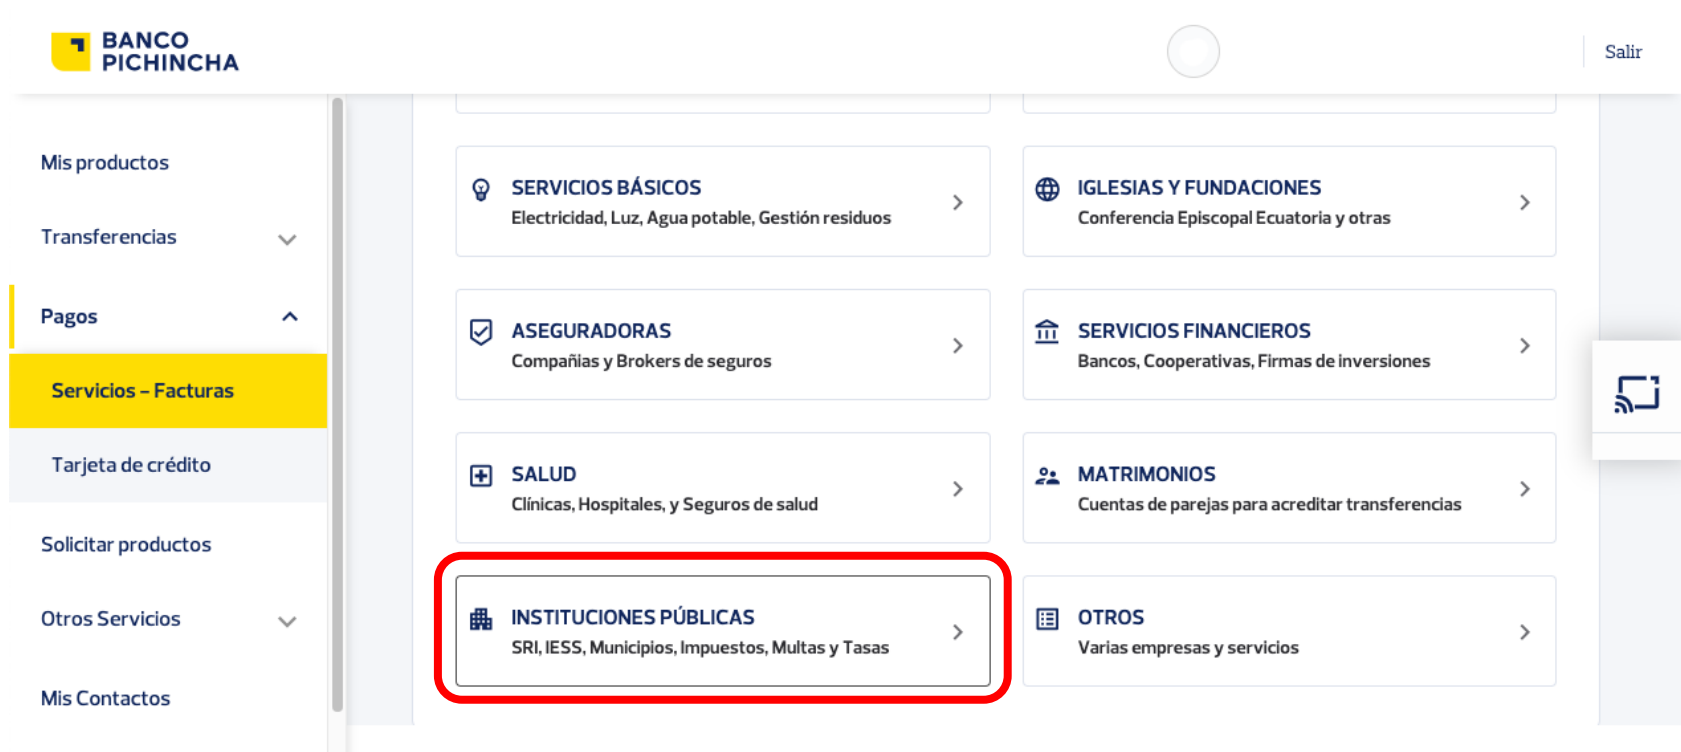 BANCO
PICHINCHA
Salir
Mis productos
Transferencias
Pagos
Servicios – Facturas
Tarjeta de crédito
Solicitar productos
Otros Servicios
Mis Contactos
SERVICIOS BÁSICOS
Electricidad, Luz, Agua potable, Gestión residuos
IGLESIAS Y FUNDACIONES
Conferencia Episcopal Ecuatoria y otras
ASEGURADORAS
Compañias y Brokers de seguros
SERVICIOS FINANCIEROS
Bancos, Cooperativas, Firmas de inversiones
SALUD
Clínicas, Hospitales, y Seguros de salud
MATRIMONIOS
Cuentas de parejas para acreditar transferencias
INSTITUCIONES PÚBLICAS
SRI, IESS, Municipios, Impuestos, Multas y Tasas
OTROS
Varias empresas y servicios